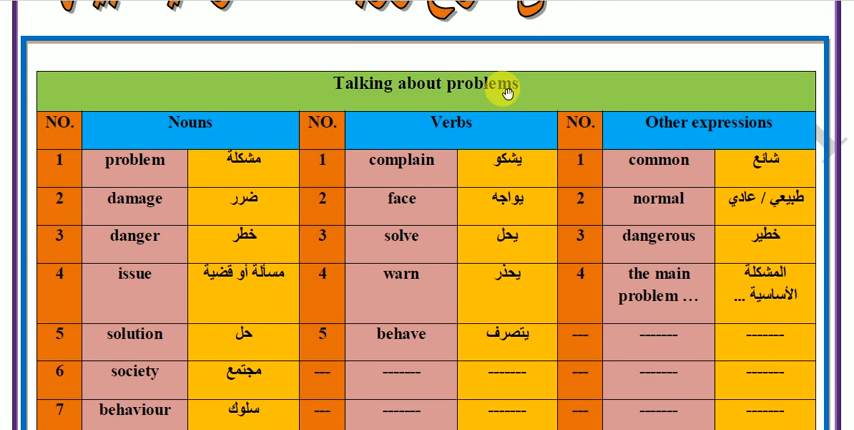 Talking about problems
NO. Nouns NO. Verbs NO. Other expressions
1 problem مشكلة 1 complain يشكو 1 common شائع
2 damage ضرر 2 face يواجه 2 normal طبيعي / عادي
3 danger خطر 3 solve يحل 3 dangerous خطير
4 issue مسألة أو قضية 4 warn يحذر 4 the main المشكلة
problem … الأساسية ...
5 solution حل 5 behave يتصرف --- ------- -------
6 society مجتمع --- ------- ------- --- ------- -------
7 behaviour سلوك --- ------- ------- --- ------- -------